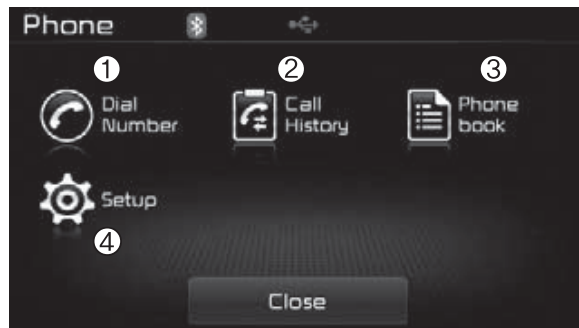 Phone
① ② ③
Dial Call Phone
Number History book
Setup
④
Close